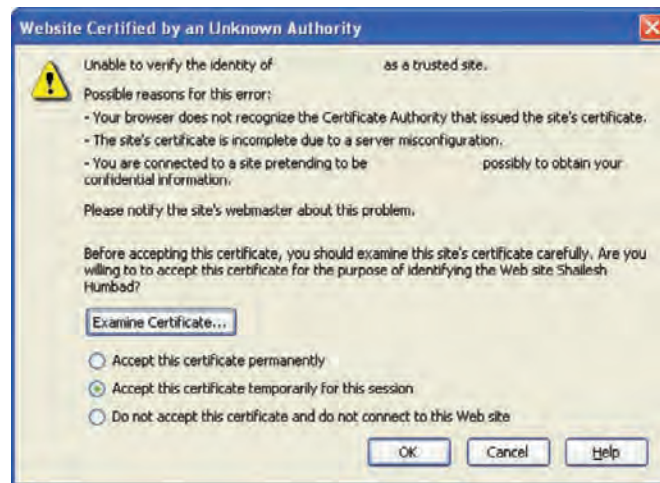 Website Certified by an Unknown Authority
Unable to verify the identity of as a trusted site.
Possible reasons for this error:
- Your browser does not recognize the Certificate Authority that issued the site's certificate.
- The site's certificate is incomplete due to a server misconfiguration.
- You are connected to a site pretending to be possibly to obtain your
confidential information.
Please notify the site's webmaster about this problem.
Before accepting this certificate, you should examine this site's certificate carefully. Are you
willing to to accept this certificate for the purpose of identifying the Web site Shailesh
Humbad?
Examine Certificate...
Accept this certificate permanently
Accept this certificate temporarily for this session
Do not accept this certificate and do not connect to this Web site
OK Cancel Help